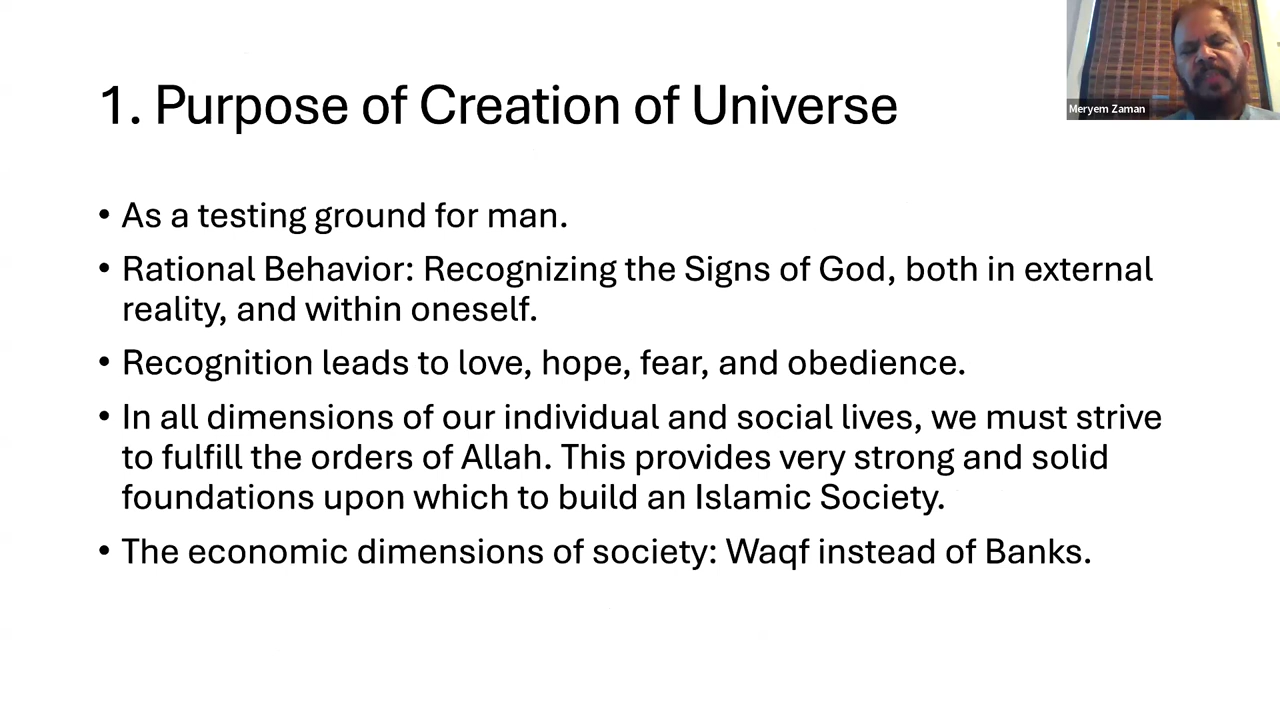 1. Purpose of Creation of Universe
Meryem Zaman
• As a testing ground for man.
• Rational Behavior: Recognizing the Signs of God, both in external
reality, and within oneself.
• Recognition leads to love, hope, fear, and obedience.
• In all dimensions of our individual and social lives, we must strive
to fulfill the orders of Allah. This provides very strong and solid
foundations upon which to build an Islamic Society.
• The economic dimensions of society: Waqf instead of Banks.